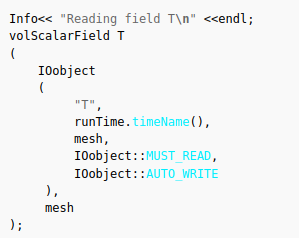 Info<< "Reading field T\n" <<endl;
volScalarField T
(
    IOobject
    (
         "T",
         runTime.timeName(),
         mesh,
         IOobject::MUST_READ,
         IOobject::AUTO_WRITE
     ),
     mesh
);